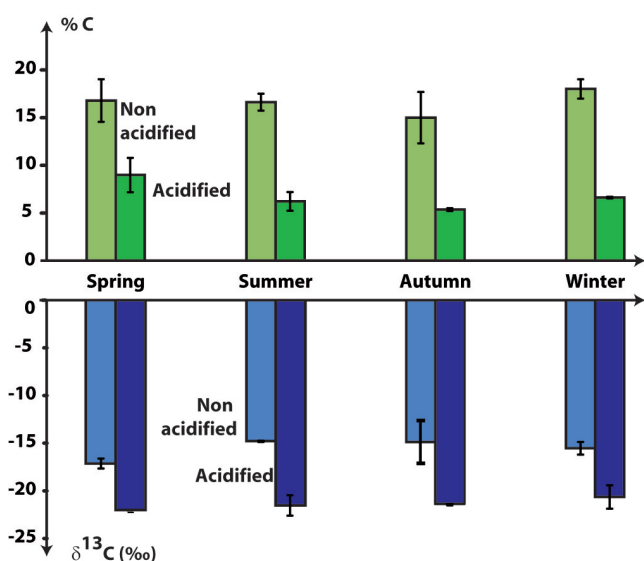 % C
20
15
10
5
0
Non
acidified
Acidified
Spring Summer Autumn Winter
0
-5
-10
-15
-20
-25
Non
acidified
Acidified
δ13C (‰)